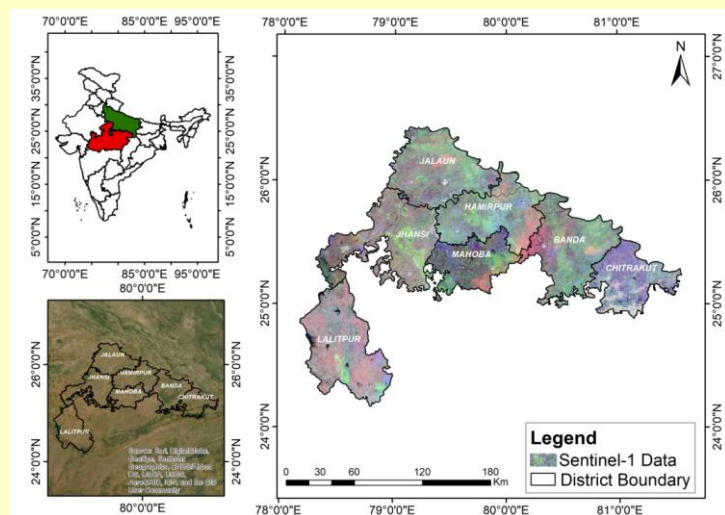 70°0'0"E 85°0'0"E
35°0'0"N 35°0'0"N
25°0'0"N 25°0'0"N
15°0'0"N 15°0'0"N
5°0'0"N 5°0'0"N
70°0'0"E 80°0'0"E 95°0'0"E
80°0'0"E
JALAUN
JHANSI HAMIRPUR
MAHOBA BANDA
CHITRAKUT
LALITPUR
26°0'0"N 26°0'0"N
24°0'0"N 24°0'0"N
User Community
80°0'0"E
78°0'0"E 79°0'0"E 80°0'0"E 81°0'0"E
N
27°0'0"N
26°0'0"N 26°0'0"N
25°0'0"N 25°0'0"N
24°0'0"N 24°0'0"N
JALAUN
HAMIRPUR
JHANSI
BANDA
MAHOBA
CHITRAKUT
LALITPUR
Legend
Sentinel-1 Data
District Boundary
0 30 60 120 180
Km
78°0'0"E 79°0'0"E 80°0'0"E 81°0'0"E